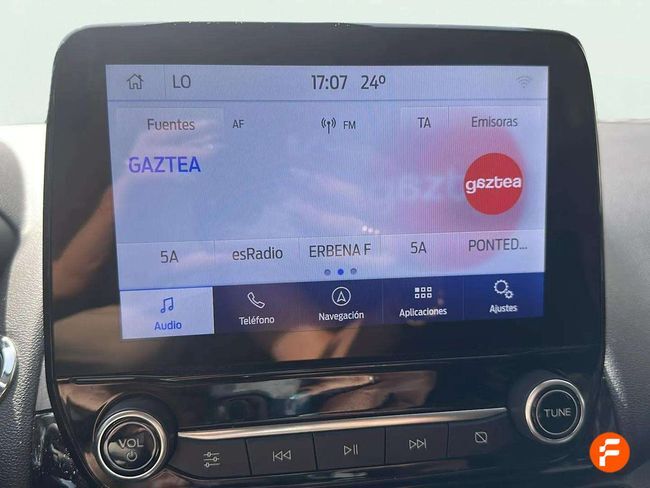 LO 17:07 24º
Fuentes AF FM TA Emisoras
GAZTEA
gaztea
5A esRadio ERBENA F 5A PONTED...
Audio Teléfono Navegación Aplicaciones Ajustes
VOL TUNE